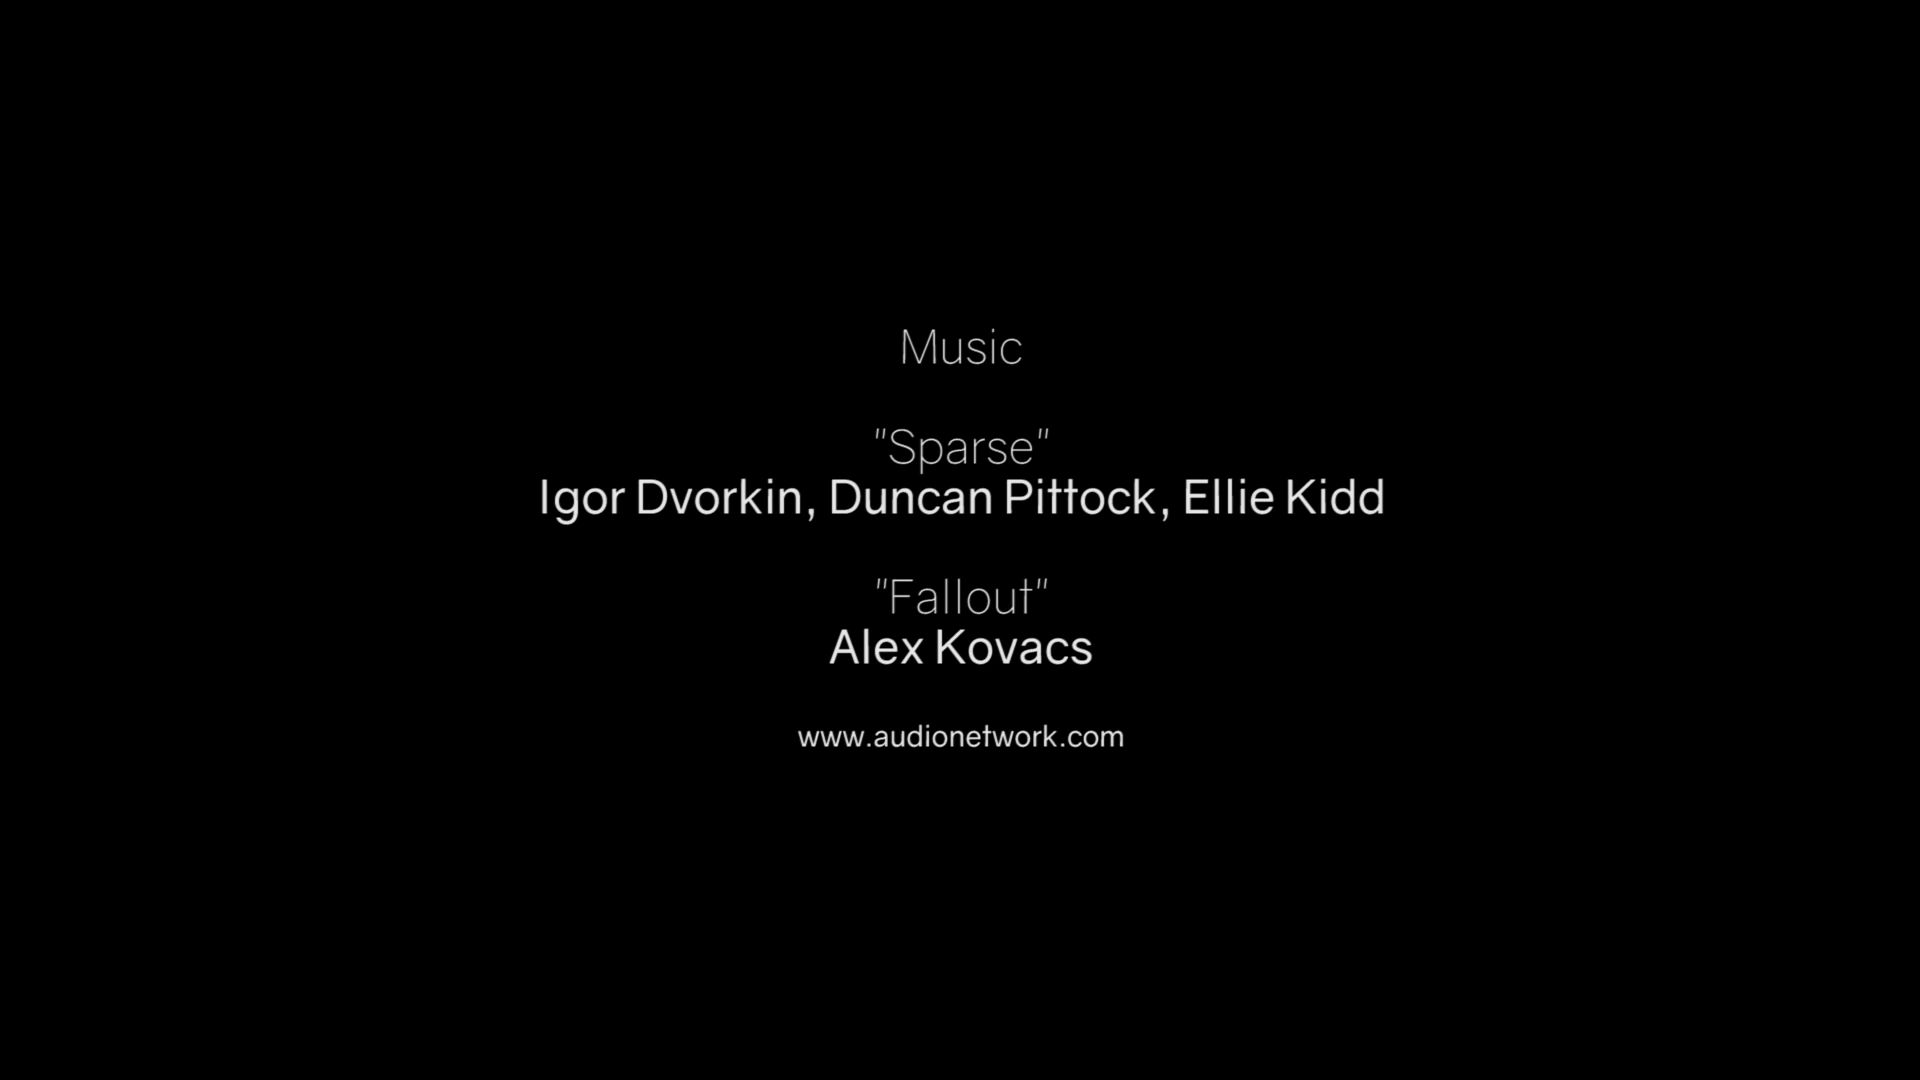 Music
"Sparse"
Igor Dvorkin, Duncan Pittock, Ellie Kidd
"Fallout"
Alex Kovacs
www.audionetwork.com